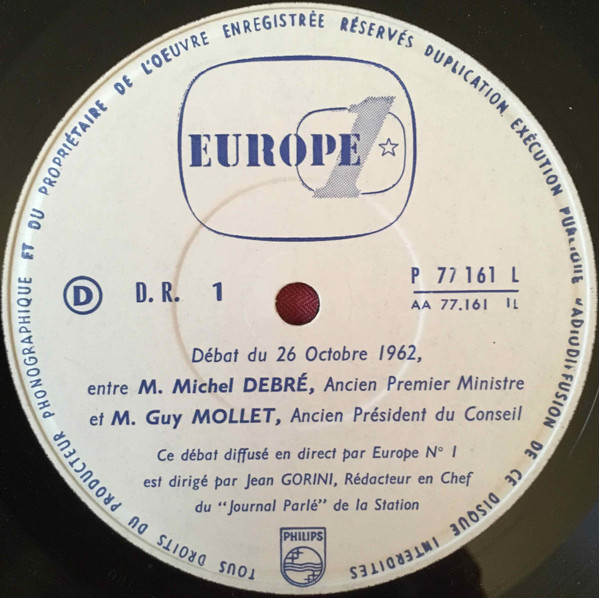 TOUS DROITS DU PRODUCTEUR PHONOGRAPHIQUE ET DU PROPRIÉTAIRE DE L'OEUVRE ENREGISTRÉE RÉSERVÉS DUPLICATION EXÉCUTION PUBLIQUE RADIODIFFUSION DE CE DISQUE INTERDITES
EUROPE 1
D D. R. 1 P 77 161 L
AA 77.161 1L
Débat du 26 Octobre 1962,
entre M. Michel DEBRÉ, Ancien Premier Ministre
et M. Guy MOLLET, Ancien Président du Conseil
Ce débat diffusé en direct par Europe N° 1
est dirigé par Jean GORINI, Rédacteur en Chef
du "Journal Parlé" de la Station
PHILIPS